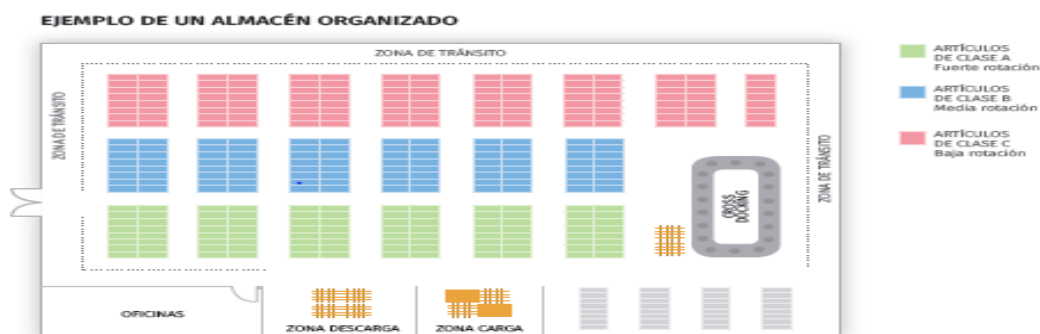 EJEMPLO DE UN ALMACÉN ORGANIZADO
ZONA DE TRÁNSITO
ARTÍCULOS
DE CLASE A
Fuerte rotación
ARTÍCULOS
DE CLASE B
Media rotación
ARTÍCULOS
DE CLASE C
Baja rotación
ZONA DE TRÁNSITO
ZONA DE TRÁNSITO
CROSS
DOCKING
OFICINAS
ZONA DESCARGA
ZONA CARGA